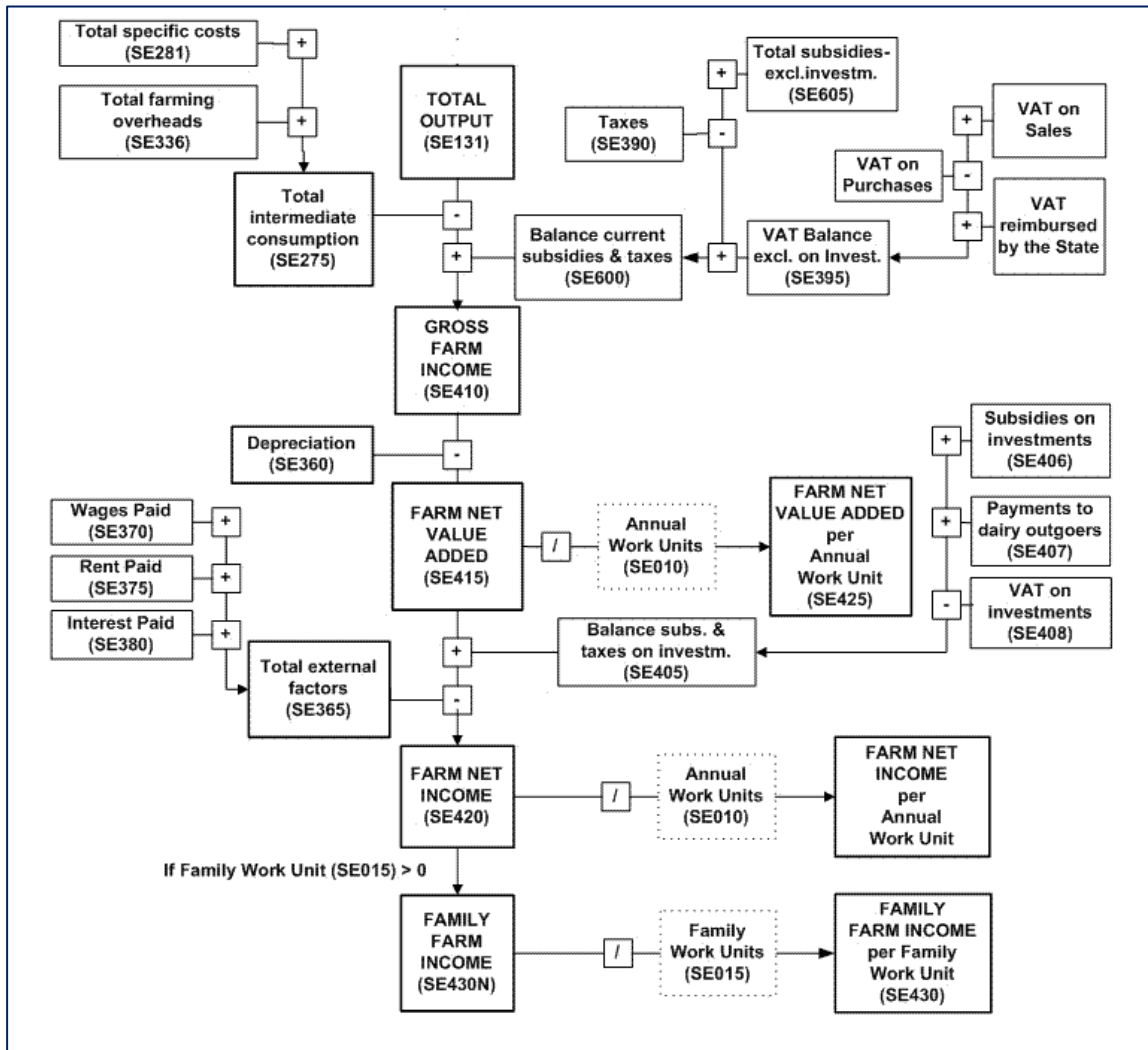 Total specific costs
(SE281)
+
Total farming
overheads
(SE336)
+
Total
intermediate
consumption
(SE275)
TOTAL
OUTPUT
(SE131)
-
+
Total subsidies-
excl.investm.
(SE605)
+
Taxes
(SE390)
-
VAT on
Sales
+
VAT on
Purchases
-
VAT
reimbursed
by the State
+
VAT Balance
excl. on Invest.
(SE395)
+
Balance current
subsidies & taxes
(SE600)
GROSS
FARM
INCOME
(SE410)
Depreciation
(SE360)
-
FARM NET
VALUE
ADDED
(SE415)
/
Annual
Work Units
(SE010)
FARM NET
VALUE ADDED
per
Annual
Work Unit
(SE425)
Subsidies on
investments
(SE406)
+
Payments to
dairy outgoers
(SE407)
+
VAT on
investments
(SE408)
-
Wages Paid
(SE370)
+
Rent Paid
(SE375)
+
Interest Paid
(SE380)
+
Total external
factors
(SE365)
+
-
Balance subs. &
taxes on investm.
(SE405)
FARM NET
INCOME
(SE420)
/
Annual
Work Units
(SE010)
FARM NET
INCOME
per
Annual
Work Unit
If Family Work Unit (SE015) > 0
FAMILY
FARM
INCOME
(SE430N)
/
Family
Work Units
(SE015)
FAMILY
FARM INCOME
per Family
Work Unit
(SE430)